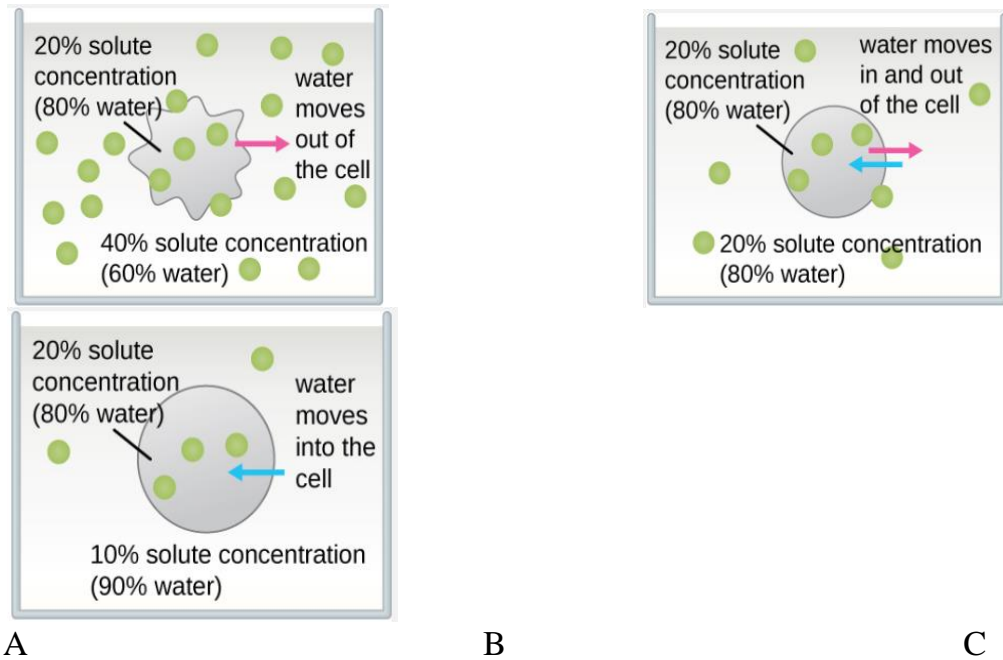 20% solute
concentration
(80% water)
water
moves
out of
the cell
40% solute concentration
(60% water)
20% solute
concentration
(80% water)
water moves
in and out
of the cell
20% solute concentration
(80% water)
20% solute
concentration
(80% water)
water
moves
into the
cell
10% solute concentration
(90% water)
A B C